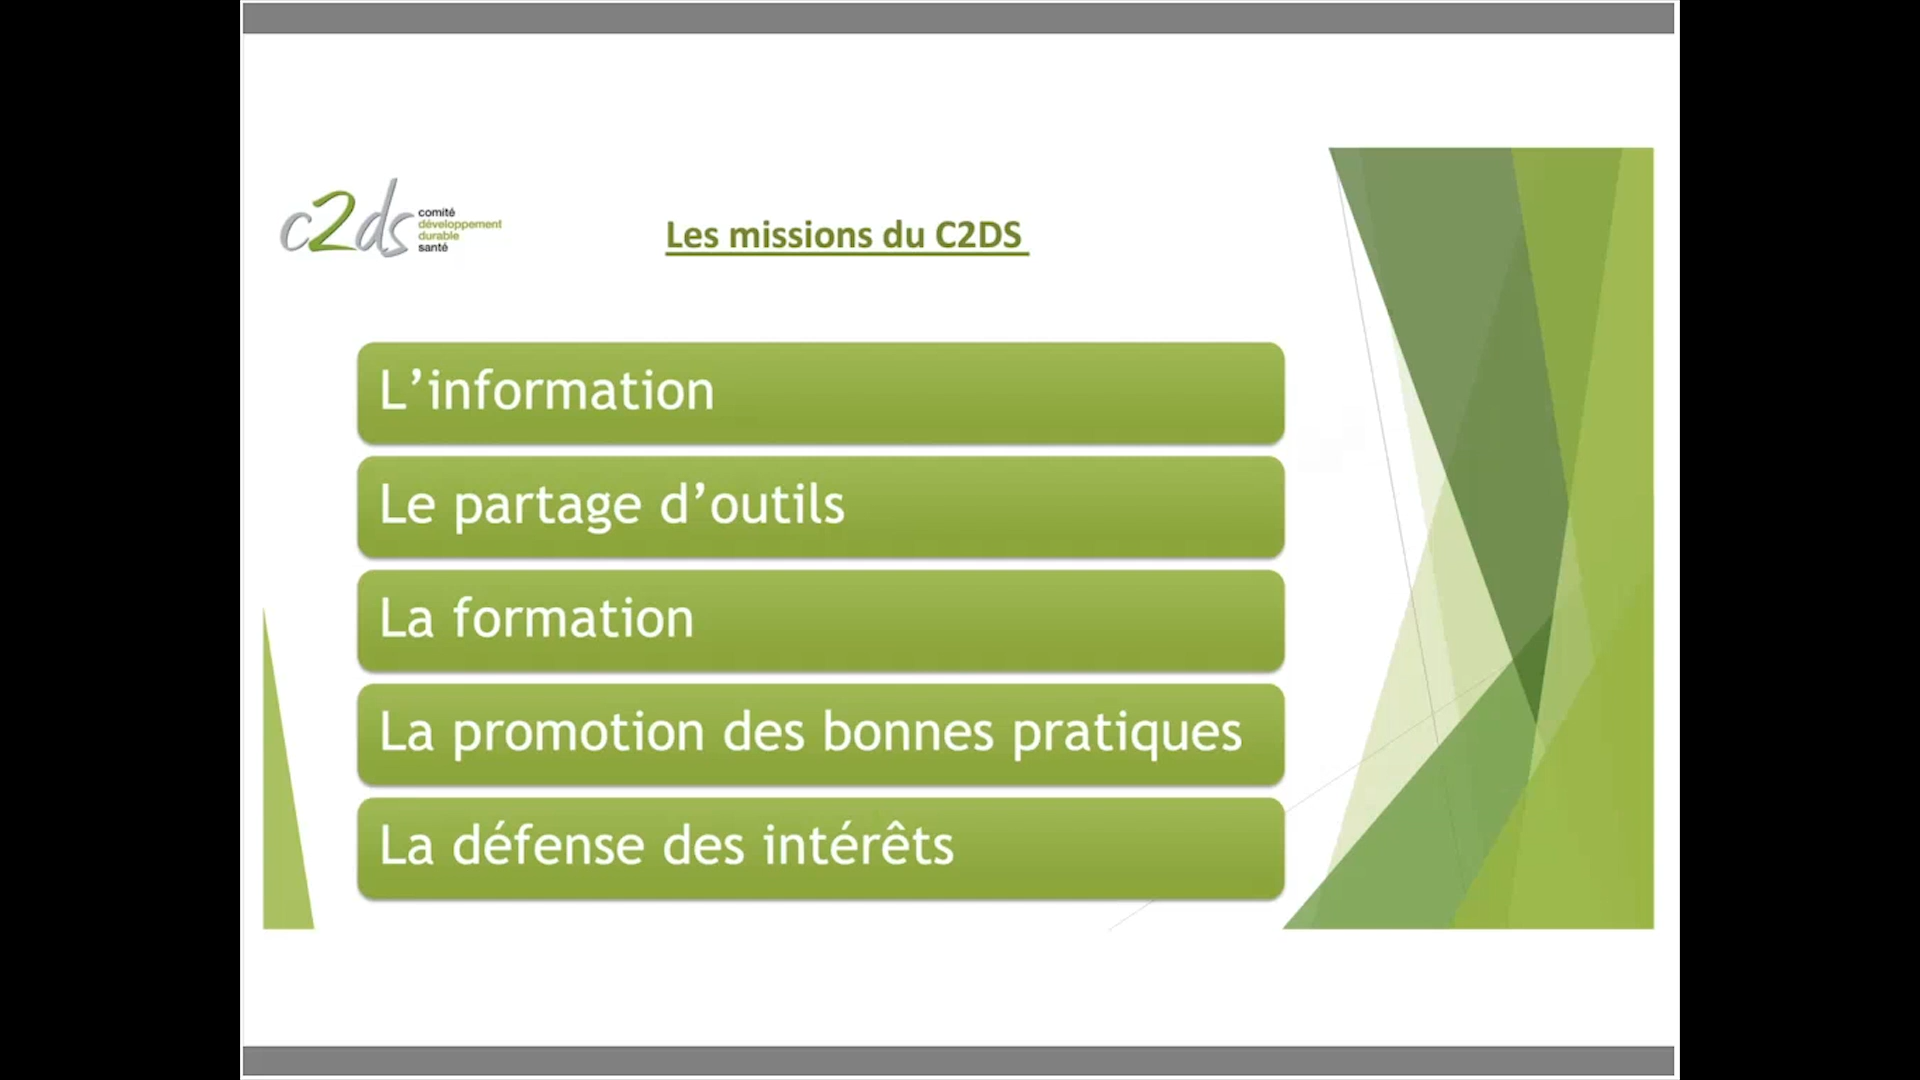 c2ds
comité
développement
durable
santé
Les missions du C2DS
L’information
Le partage d’outils
La formation
La promotion des bonnes pratiques
La défense des intérêts